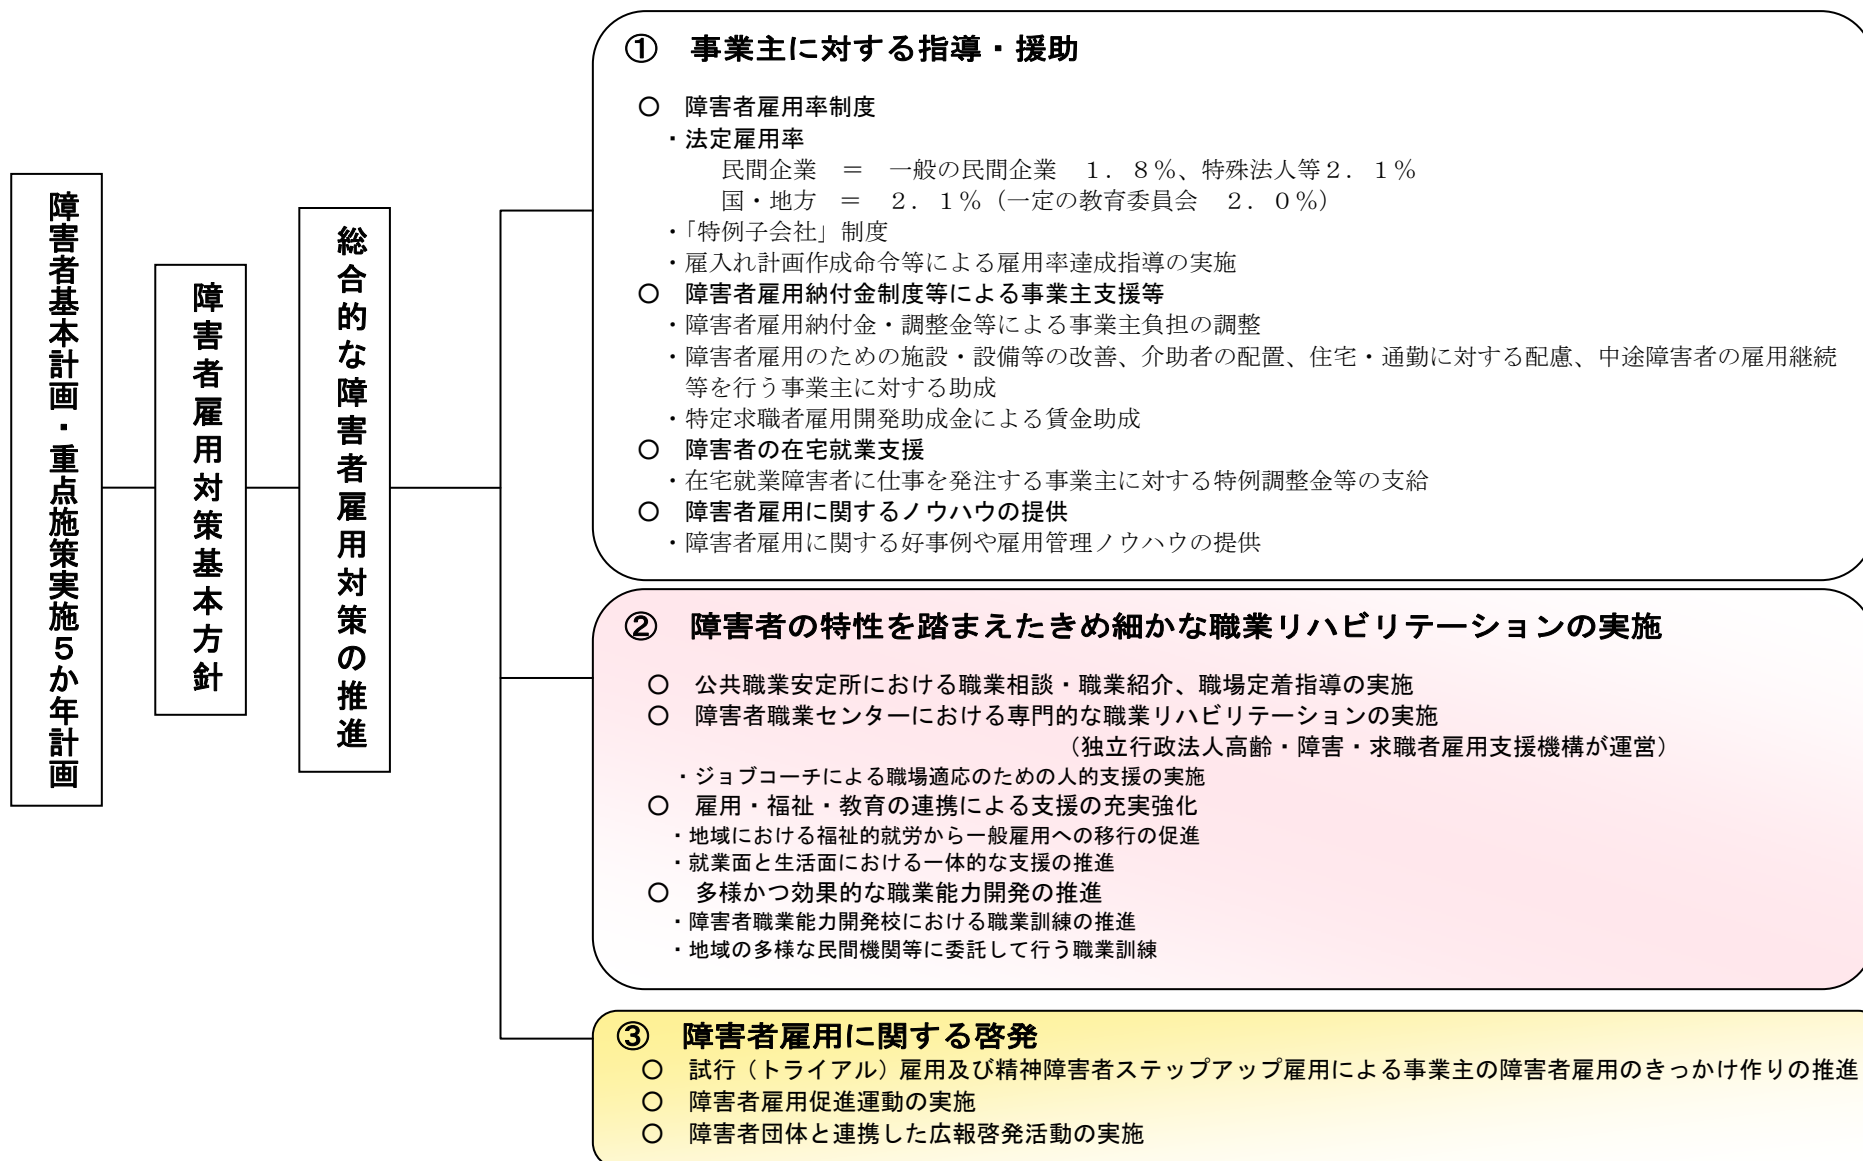 障害者基本計画・重点施策実施５か年計画
障害者雇用対策基本方針
総合的な障害者雇用対策の推進
①　事業主に対する指導・援助
○　障害者雇用率制度
・法定雇用率
民間企業　＝　一般の民間企業　１．８％、特殊法人等２．１％
国・地方　＝　２．１％（一定の教育委員会　２．０％）
・「特例子会社」制度
・雇入れ計画作成命令等による雇用率達成指導の実施
○　障害者雇用納付金制度等による事業主支援等
・障害者雇用納付金・調整金等による事業主負担の調整
・障害者雇用のための施設・設備等の改善、介助者の配置、住宅・通勤に対する配慮、中途障害者の雇用継続
等を行う事業主に対する助成
・特定求職者雇用開発助成金による賃金助成
○　障害者の在宅就業支援
・在宅就業障害者に仕事を発注する事業主に対する特例調整金等の支給
○　障害者雇用に関するノウハウの提供
・障害者雇用に関する好事例や雇用管理ノウハウの提供
②　障害者の特性を踏まえたきめ細かな職業リハビリテーションの実施
○　公共職業安定所における職業相談・職業紹介、職場定着指導の実施
○　障害者職業センターにおける専門的な職業リハビリテーションの実施
（独立行政法人高齢・障害・求職者雇用支援機構が運営）
・ジョブコーチによる職場適応のための人的支援の実施
○　雇用・福祉・教育の連携による支援の充実強化
・地域における福祉的就労から一般雇用への移行の促進
・就業面と生活面における一体的な支援の推進
○　多様かつ効果的な職業能力開発の推進
・障害者職業能力開発校における職業訓練の推進
・地域の多様な民間機関等に委託して行う職業訓練
③　障害者雇用に関する啓発
○　試行（トライアル）雇用及び精神障害者ステップアップ雇用による事業主の障害者雇用のきっかけ作りの推進
○　障害者雇用促進運動の実施
○　障害者団体と連携した広報啓発活動の実施